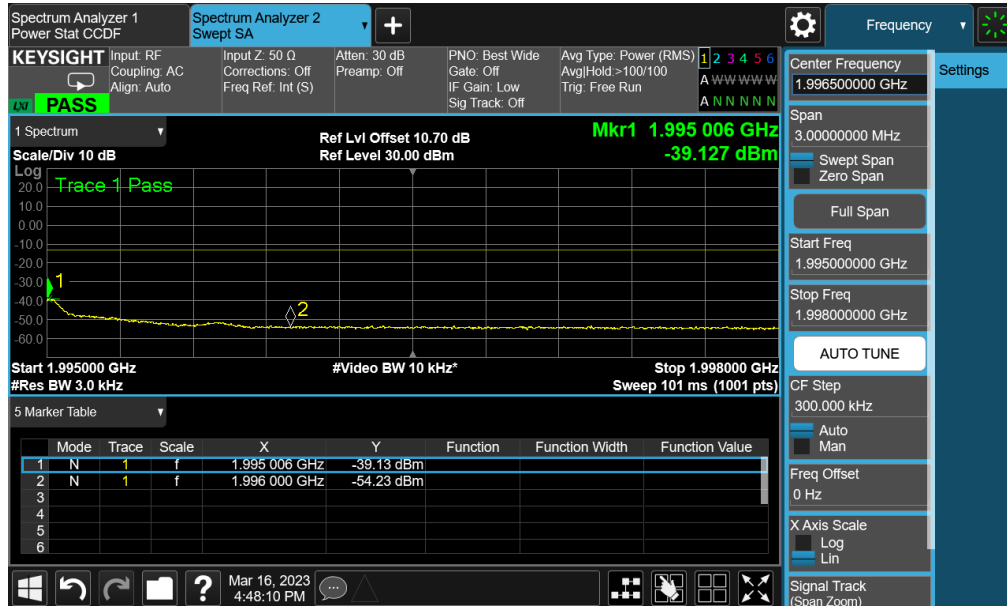 Spectrum Analyzer 1
Power Stat CCDF
Spectrum Analyzer 2
Swept SA
Frequency
KEYSIGHT
LXI PASS
Input: RF
Coupling: AC
Align: Auto
Input Z: 50 Ω
Corrections: Off
Freq Ref: Int (S)
Atten: 30 dB
Preamp: Off
PNO: Best Wide
Gate: Off
IF Gain: Low
Sig Track: Off
Avg Type: Power (RMS)
Avg|Hold:>100/100
Trig: Free Run
1 2 3 4 5 6
A W W W W W
A N N N N N
1 Spectrum
Scale/Div 10 dB
Ref Lvl Offset 10.70 dB
Ref Level 30.00 dBm
Mkr1 1.995 006 GHz
-39.127 dBm
Log
Trace 1 Pass
20.0
10.0
0.00
-10.0
-20.0
-30.0
-40.0
-50.0
-60.0
1
2
Start 1.995000 GHz
#Res BW 3.0 kHz
#Video BW 10 kHz*
Stop 1.998000 GHz
Sweep 101 ms (1001 pts)
5 Marker Table
Mode Trace Scale X Y Function Function Width Function Value
1 N 1 f 1.995 006 GHz -39.13 dBm
2 N 1 f 1.996 000 GHz -54.23 dBm
3
4
5
6
Mar 16, 2023
4:48:10 PM
Center Frequency
1.996500000 GHz
Span
3.00000000 MHz
Swept Span
Zero Span
Full Span
Start Freq
1.995000000 GHz
Stop Freq
1.998000000 GHz
AUTO TUNE
CF Step
300.000 kHz
Auto
Man
Freq Offset
0 Hz
X Axis Scale
Log
Lin
Signal Track
(Span Zoom)
Settings